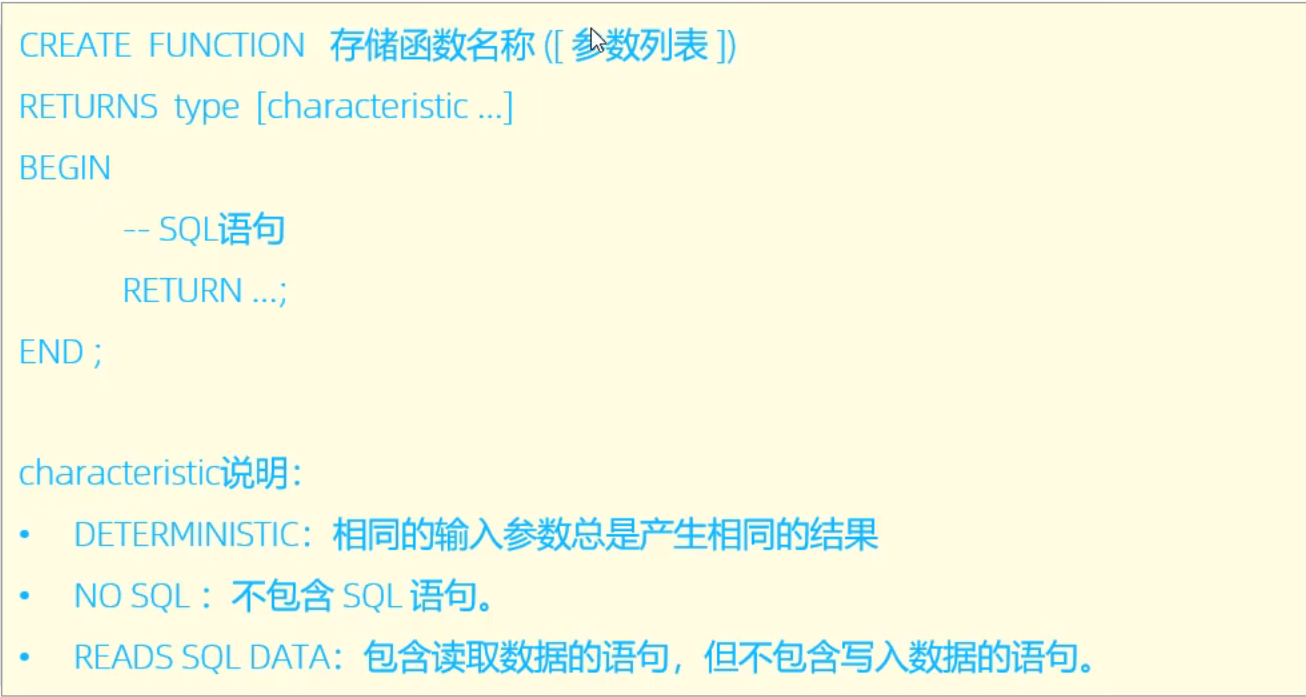 CREATE FUNCTION 存储函数名称 ([ 参数列表 ])
RETURNS type [characteristic ...]
BEGIN
-- SQL语句
RETURN ...;
END ;
characteristic说明：
• DETERMINISTIC：相同的输入参数总是产生相同的结果
• NO SQL ：不包含 SQL 语句。
• READS SQL DATA：包含读取数据的语句，但不包含写入数据的语句。